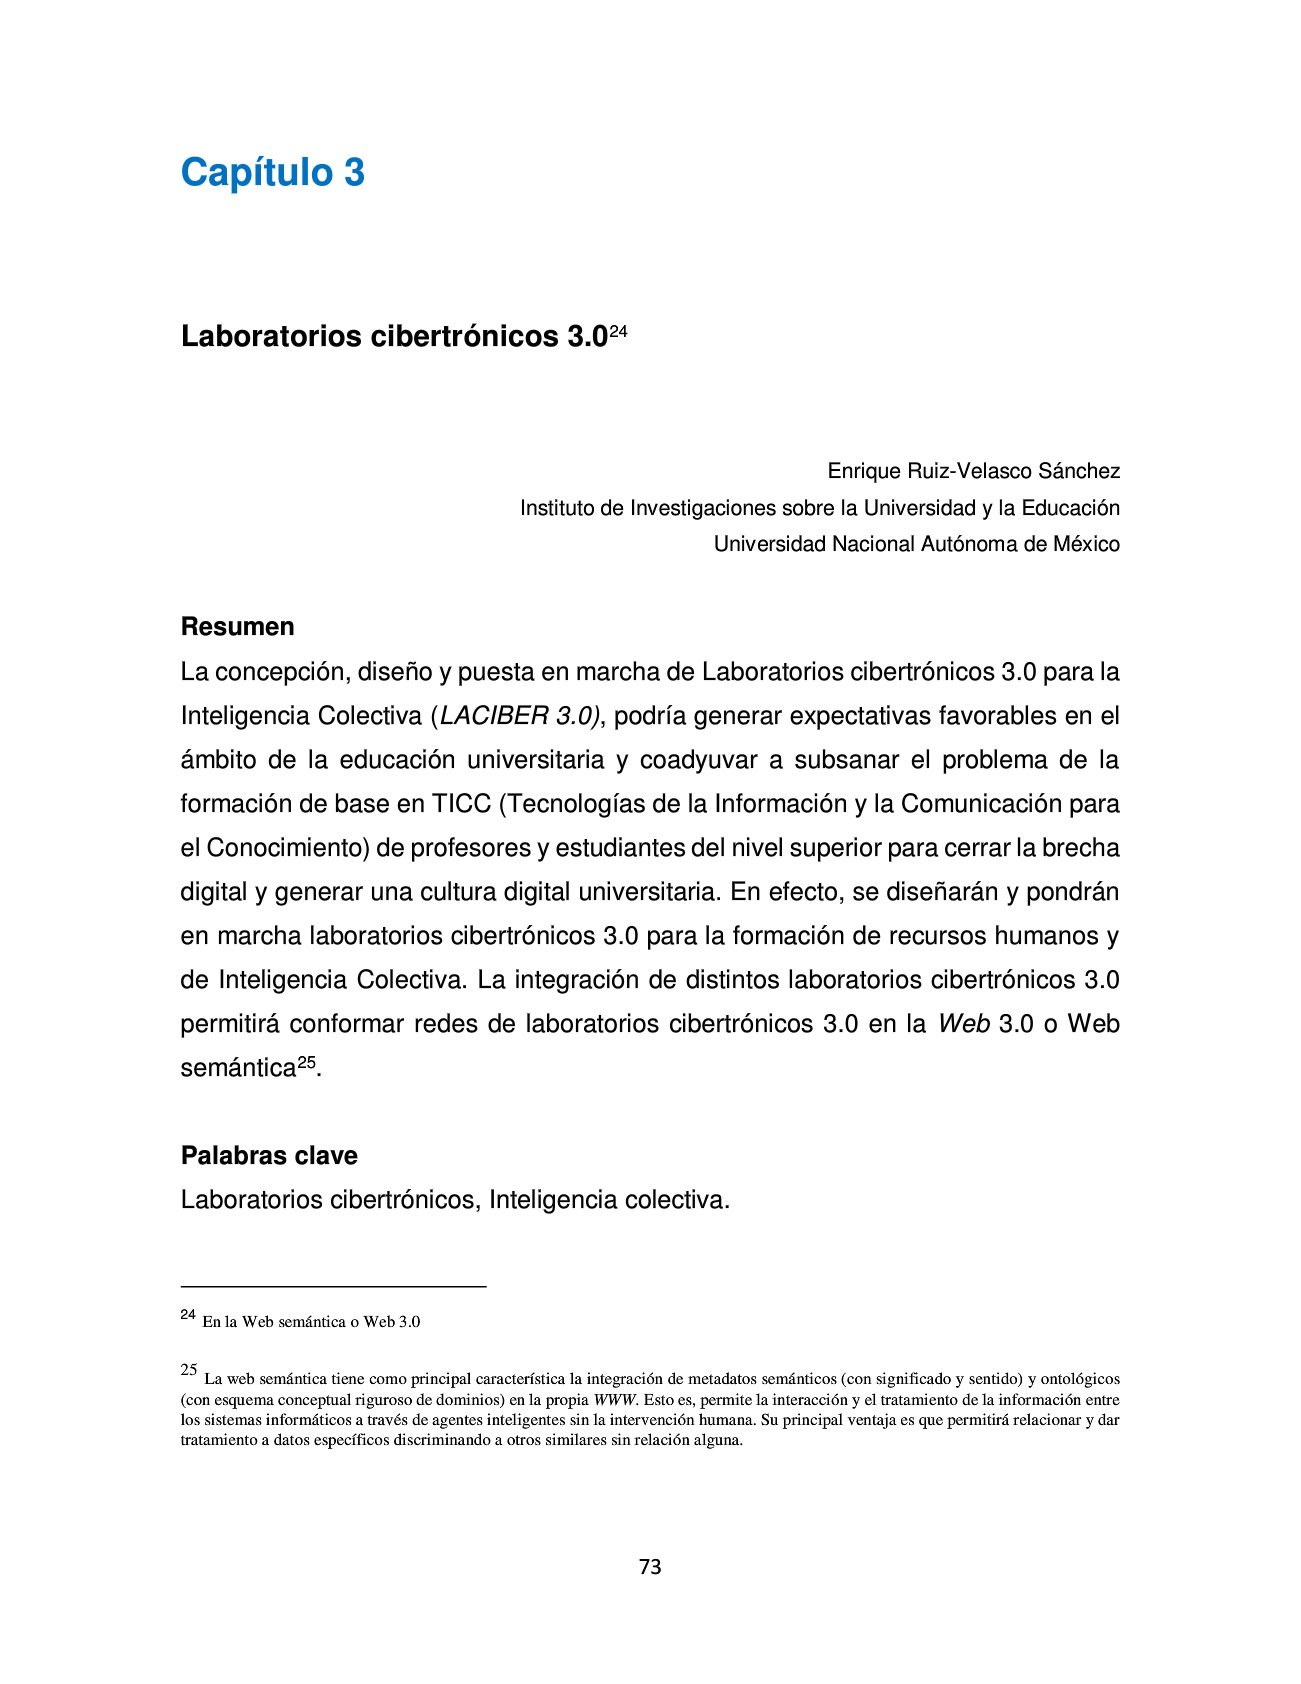 Capítulo 3
Laboratorios cibertrónicos 3.024
Enrique Ruiz-Velasco Sánchez
Instituto de Investigaciones sobre la Universidad y la Educación
Universidad Nacional Autónoma de México
Resumen
La concepción, diseño y puesta en marcha de Laboratorios cibertrónicos 3.0 para la
Inteligencia Colectiva (LACIBER 3.0), podría generar expectativas favorables en el
ámbito de la educación universitaria y coadyuvar a subsanar el problema de la
formación de base en TICC (Tecnologías de la Información y la Comunicación para
el Conocimiento) de profesores y estudiantes del nivel superior para cerrar la brecha
digital y generar una cultura digital universitaria. En efecto, se diseñarán y pondrán
en marcha laboratorios cibertrónicos 3.0 para la formación de recursos humanos y
de Inteligencia Colectiva. La integración de distintos laboratorios cibertrónicos 3.0
permitirá conformar redes de laboratorios cibertrónicos 3.0 en la Web 3.0 o Web
semántica25.
Palabras clave
Laboratorios cibertrónicos, Inteligencia colectiva.
24 En la Web semántica o Web 3.0
25 La web semántica tiene como principal característica la integración de metadatos semánticos (con significado y sentido) y ontológicos
(con esquema conceptual riguroso de dominios) en la propia WWW. Esto es, permite la interacción y el tratamiento de la información entre
los sistemas informáticos a través de agentes inteligentes sin la intervención humana. Su principal ventaja es que permitirá relacionar y dar
tratamiento a datos específicos discriminando a otros similares sin relación alguna.
73